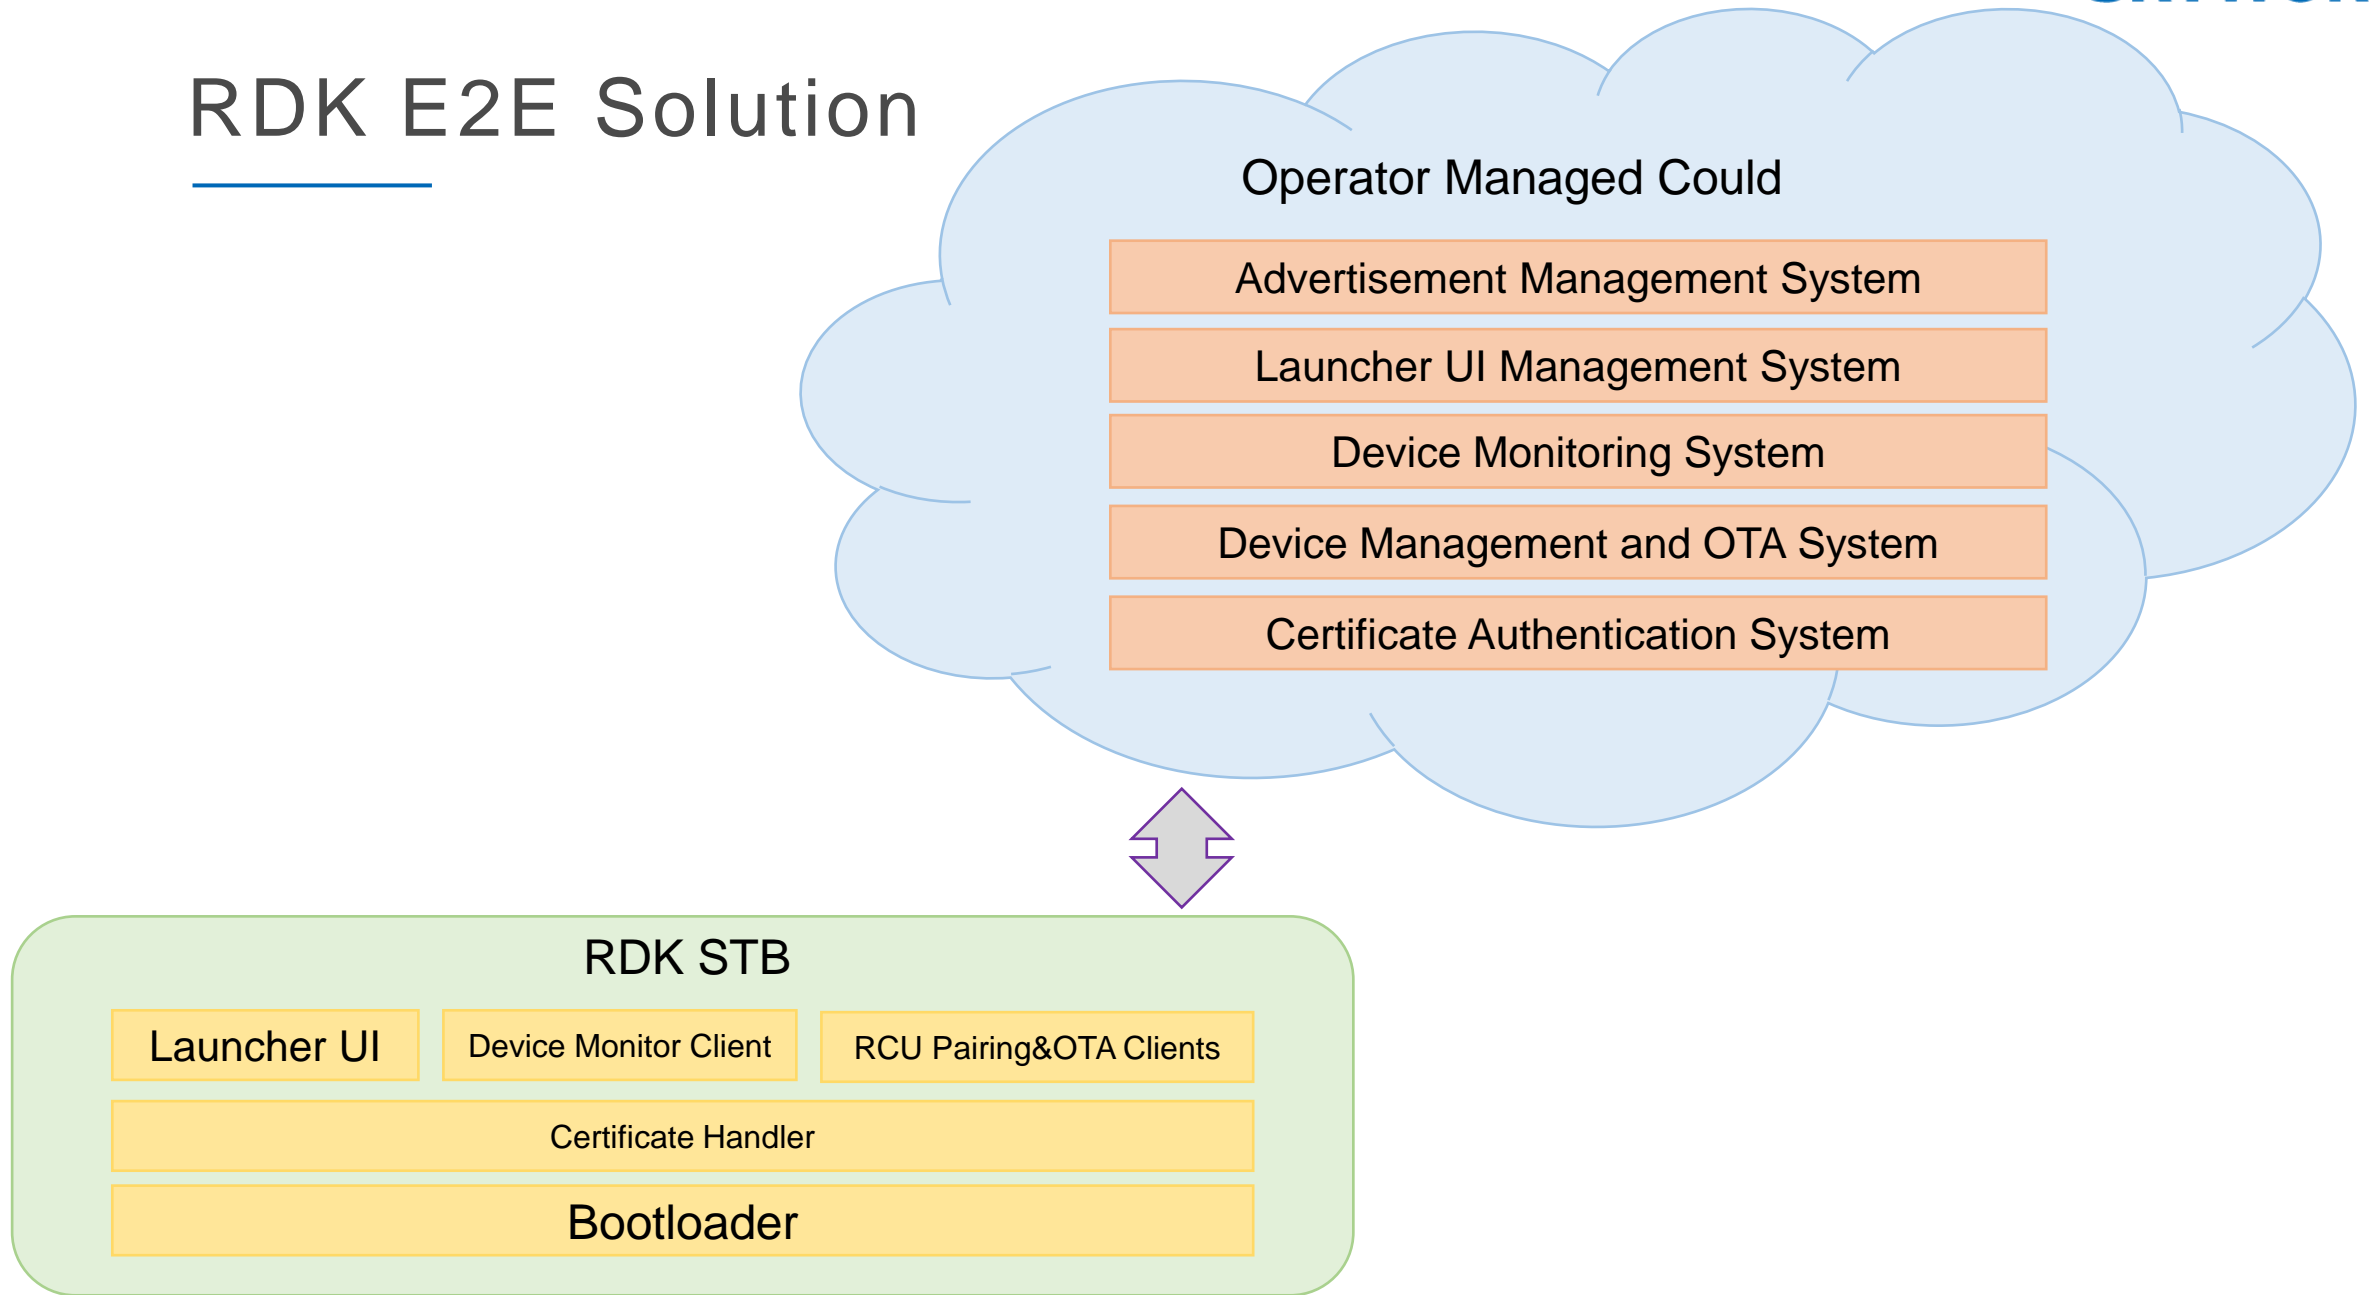 RDK E2E Solution
Operator Managed Could
Advertisement Management System
Launcher UI Management System
Device Monitoring System
Device Management and OTA System
Certificate Authentication System
RDK STB
Launcher UI
Device Monitor Client
RCU Pairing&OTA Clients
Certificate Handler
Bootloader